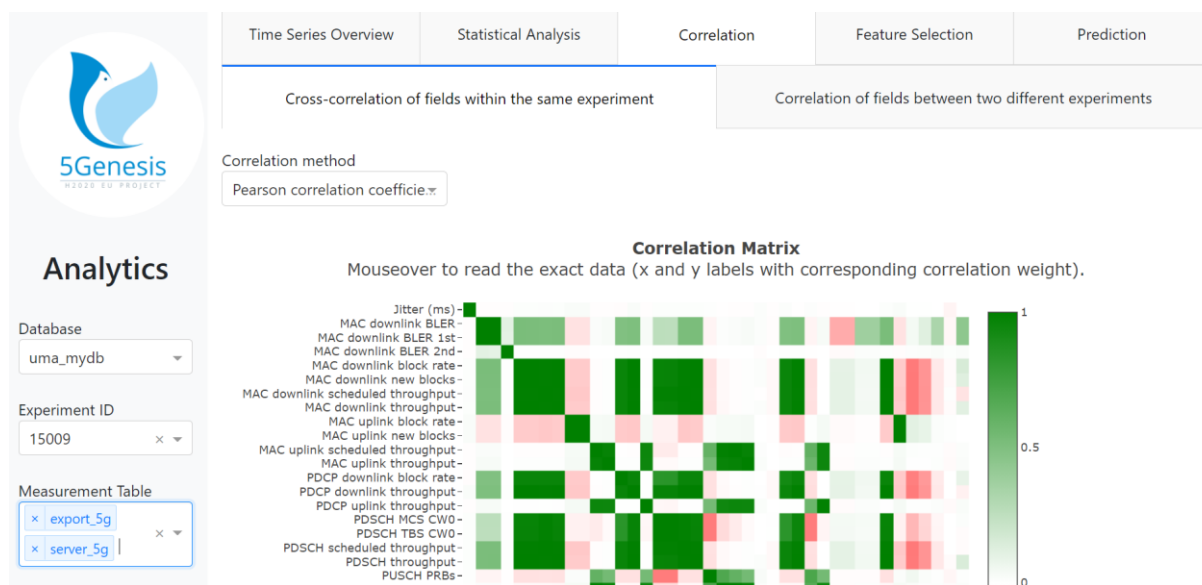 Time Series Overview
Statistical Analysis
Correlation
Feature Selection
Prediction
Cross-correlation of fields within the same experiment
Correlation of fields between two different experiments
5Genesis
H2020 EU PROJECT
Analytics
Database
uma_mydb
Experiment ID
15009 ×
Measurement Table
× export_5g
× server_5g
×
Correlation method
Pearson correlation coefficie...
Correlation Matrix
Mouseover to read the exact data (x and y labels with corresponding correlation weight).
Jitter (ms)
MAC downlink BLER
MAC downlink BLER 1st
MAC downlink BLER 2nd
MAC downlink block rate
MAC downlink new blocks
MAC downlink scheduled throughput
MAC downlink throughput
MAC uplink block rate
MAC uplink new blocks
MAC uplink scheduled throughput
MAC uplink throughput
PDCP downlink block rate
PDCP downlink throughput
PDCP uplink throughput
PDSCH MCS CW0
PDSCH TBS CW0
PDSCH scheduled throughput
PDSCH throughput
PUSCH PRBs
1
0.5
0